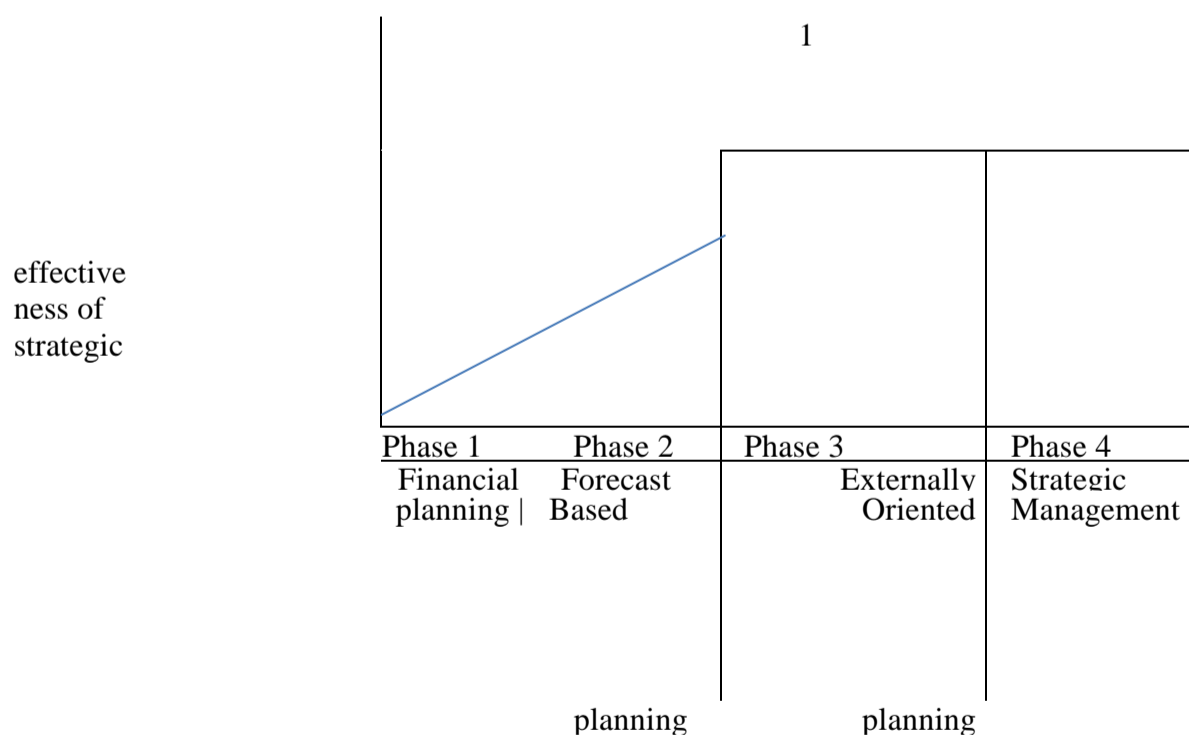 1
effective
ness of
strategic
Phase 1 Phase 2 Phase 3 Phase 4
Financial Forecast Externally Strategic
planning | Based Oriented Management
planning planning